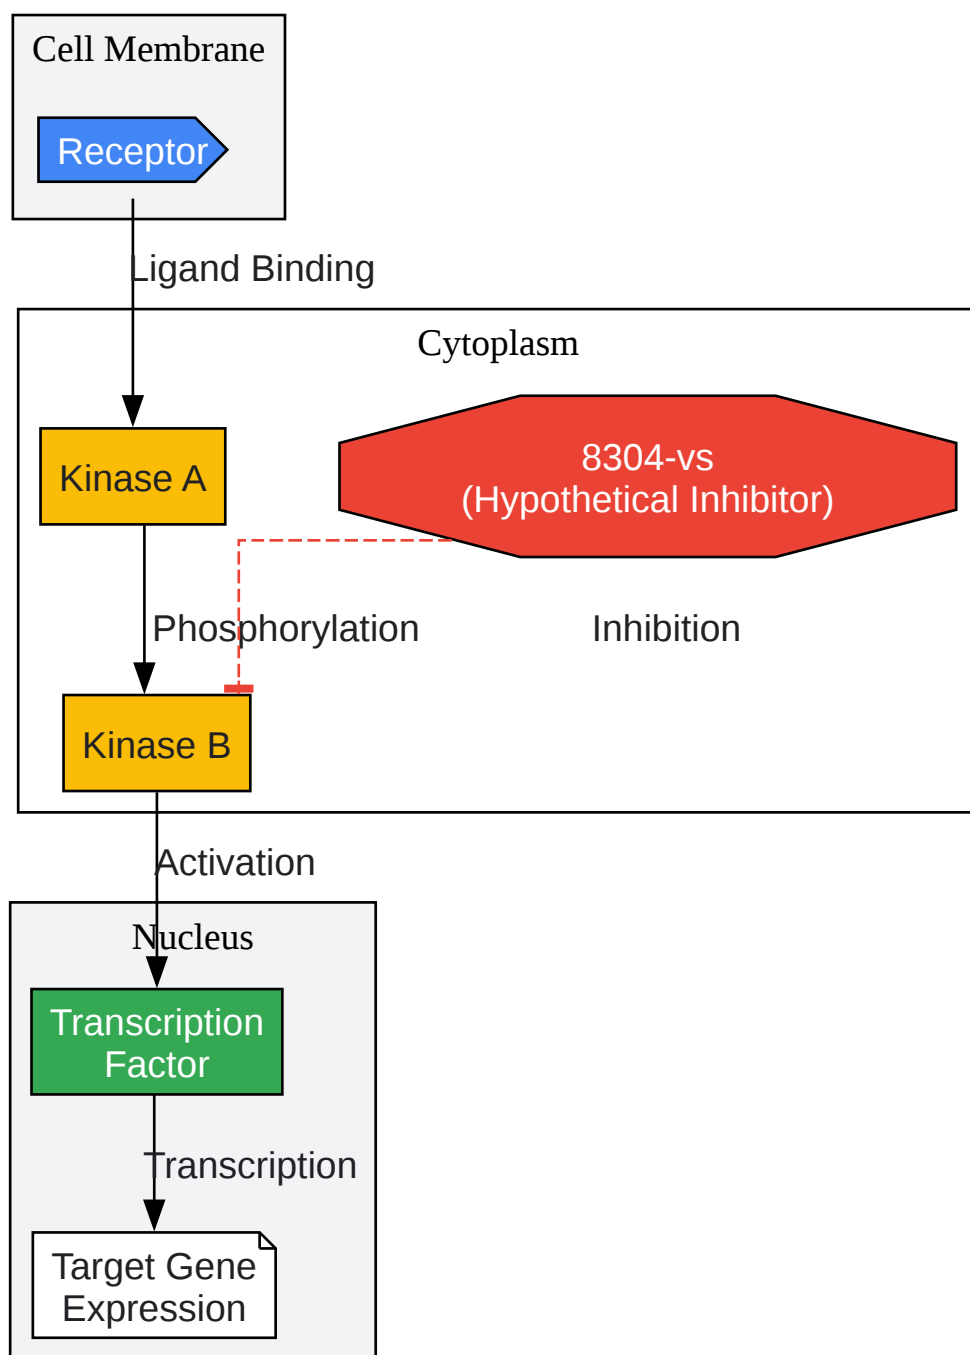 Cell Membrane
Receptor
Ligand Binding
Cytoplasm
Kinase A
8304-vs
(Hypothetical Inhibitor)
Phosphorylation
Inhibition
Kinase B
Activation
Nucleus
Transcription
Factor
Transcription
Target Gene
Expression